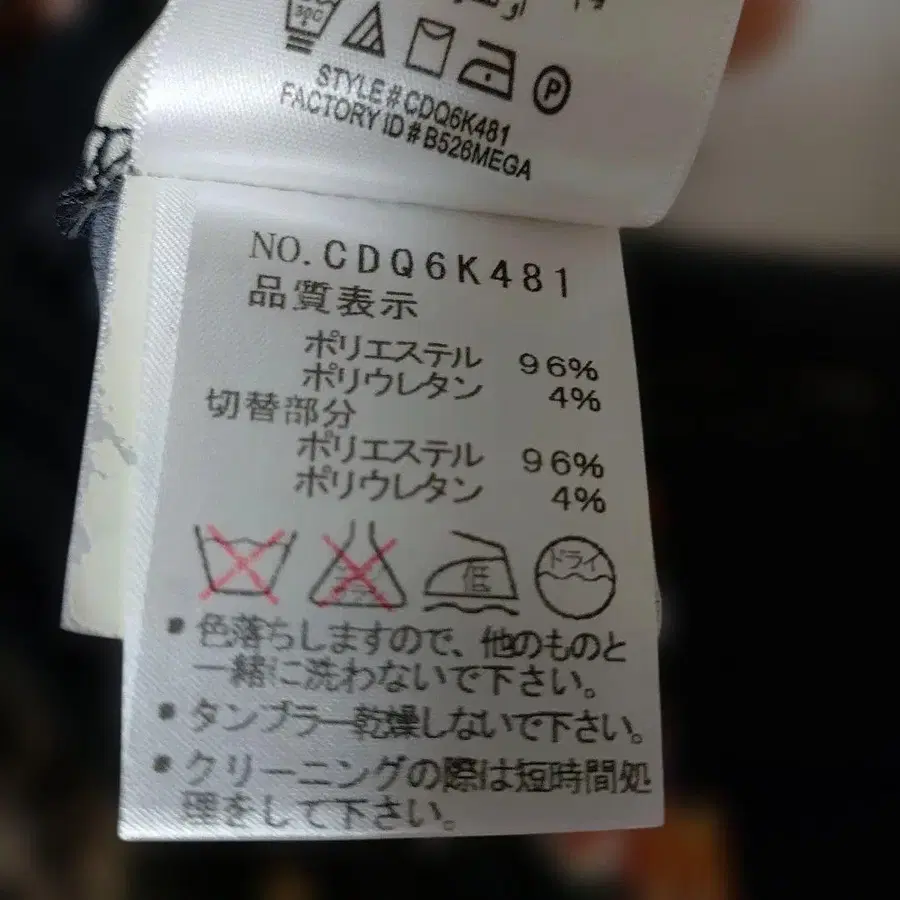 STYLE#CDQ6K481
FACTORY ID#B526MEGA
NO.CDQ6K481
品質表示
ポリエステル 96%
ポリウレタン 4%
切替部分
ポリエステル 96%
ポリウレタン 4%
低 ドライ
• 色落ちしますので、他のものと
一緒に洗わないで下さい。
• タンブラー乾燥しないで下さい。
• クリーニングの際は短時間処
理をして下さい。